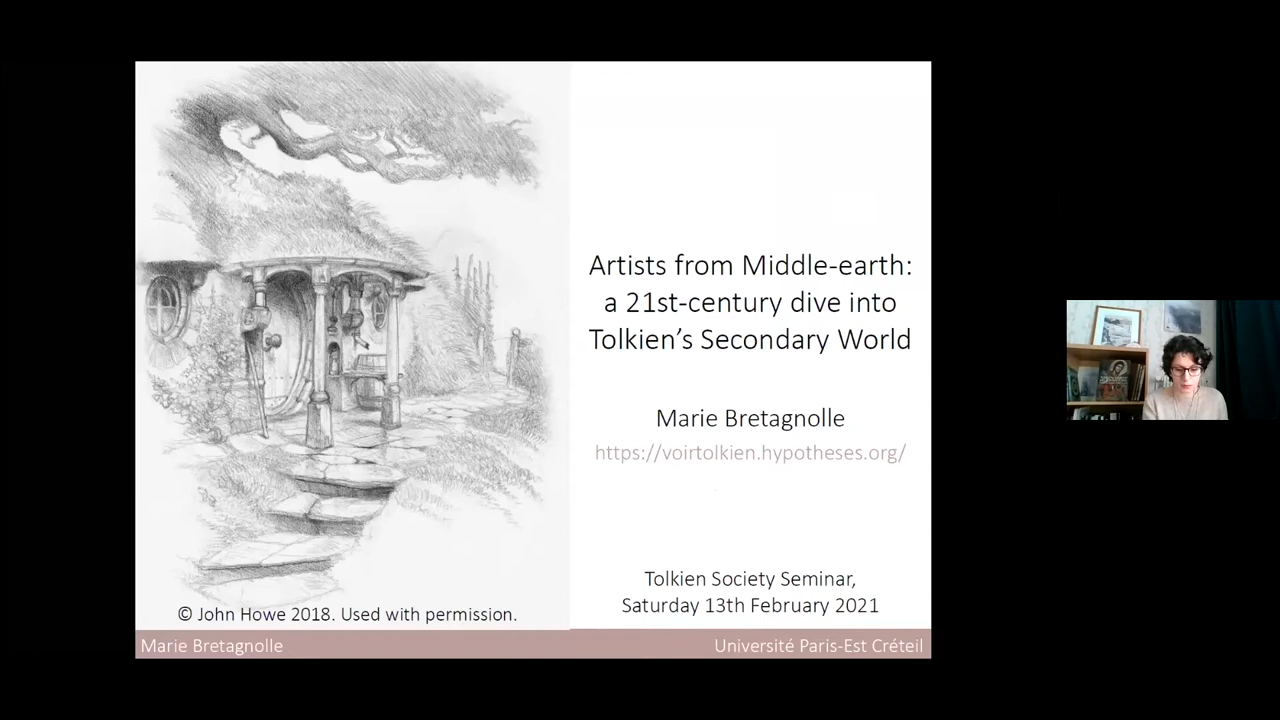 Artists from Middle-earth:
a 21st-century dive into
Tolkien’s Secondary World
Marie Bretagnolle
https://voirtolkien.hypotheses.org/
Tolkien Society Seminar,
Saturday 13th February 2021
© John Howe 2018. Used with permission.
Marie Bretagnolle
Université Paris-Est Créteil